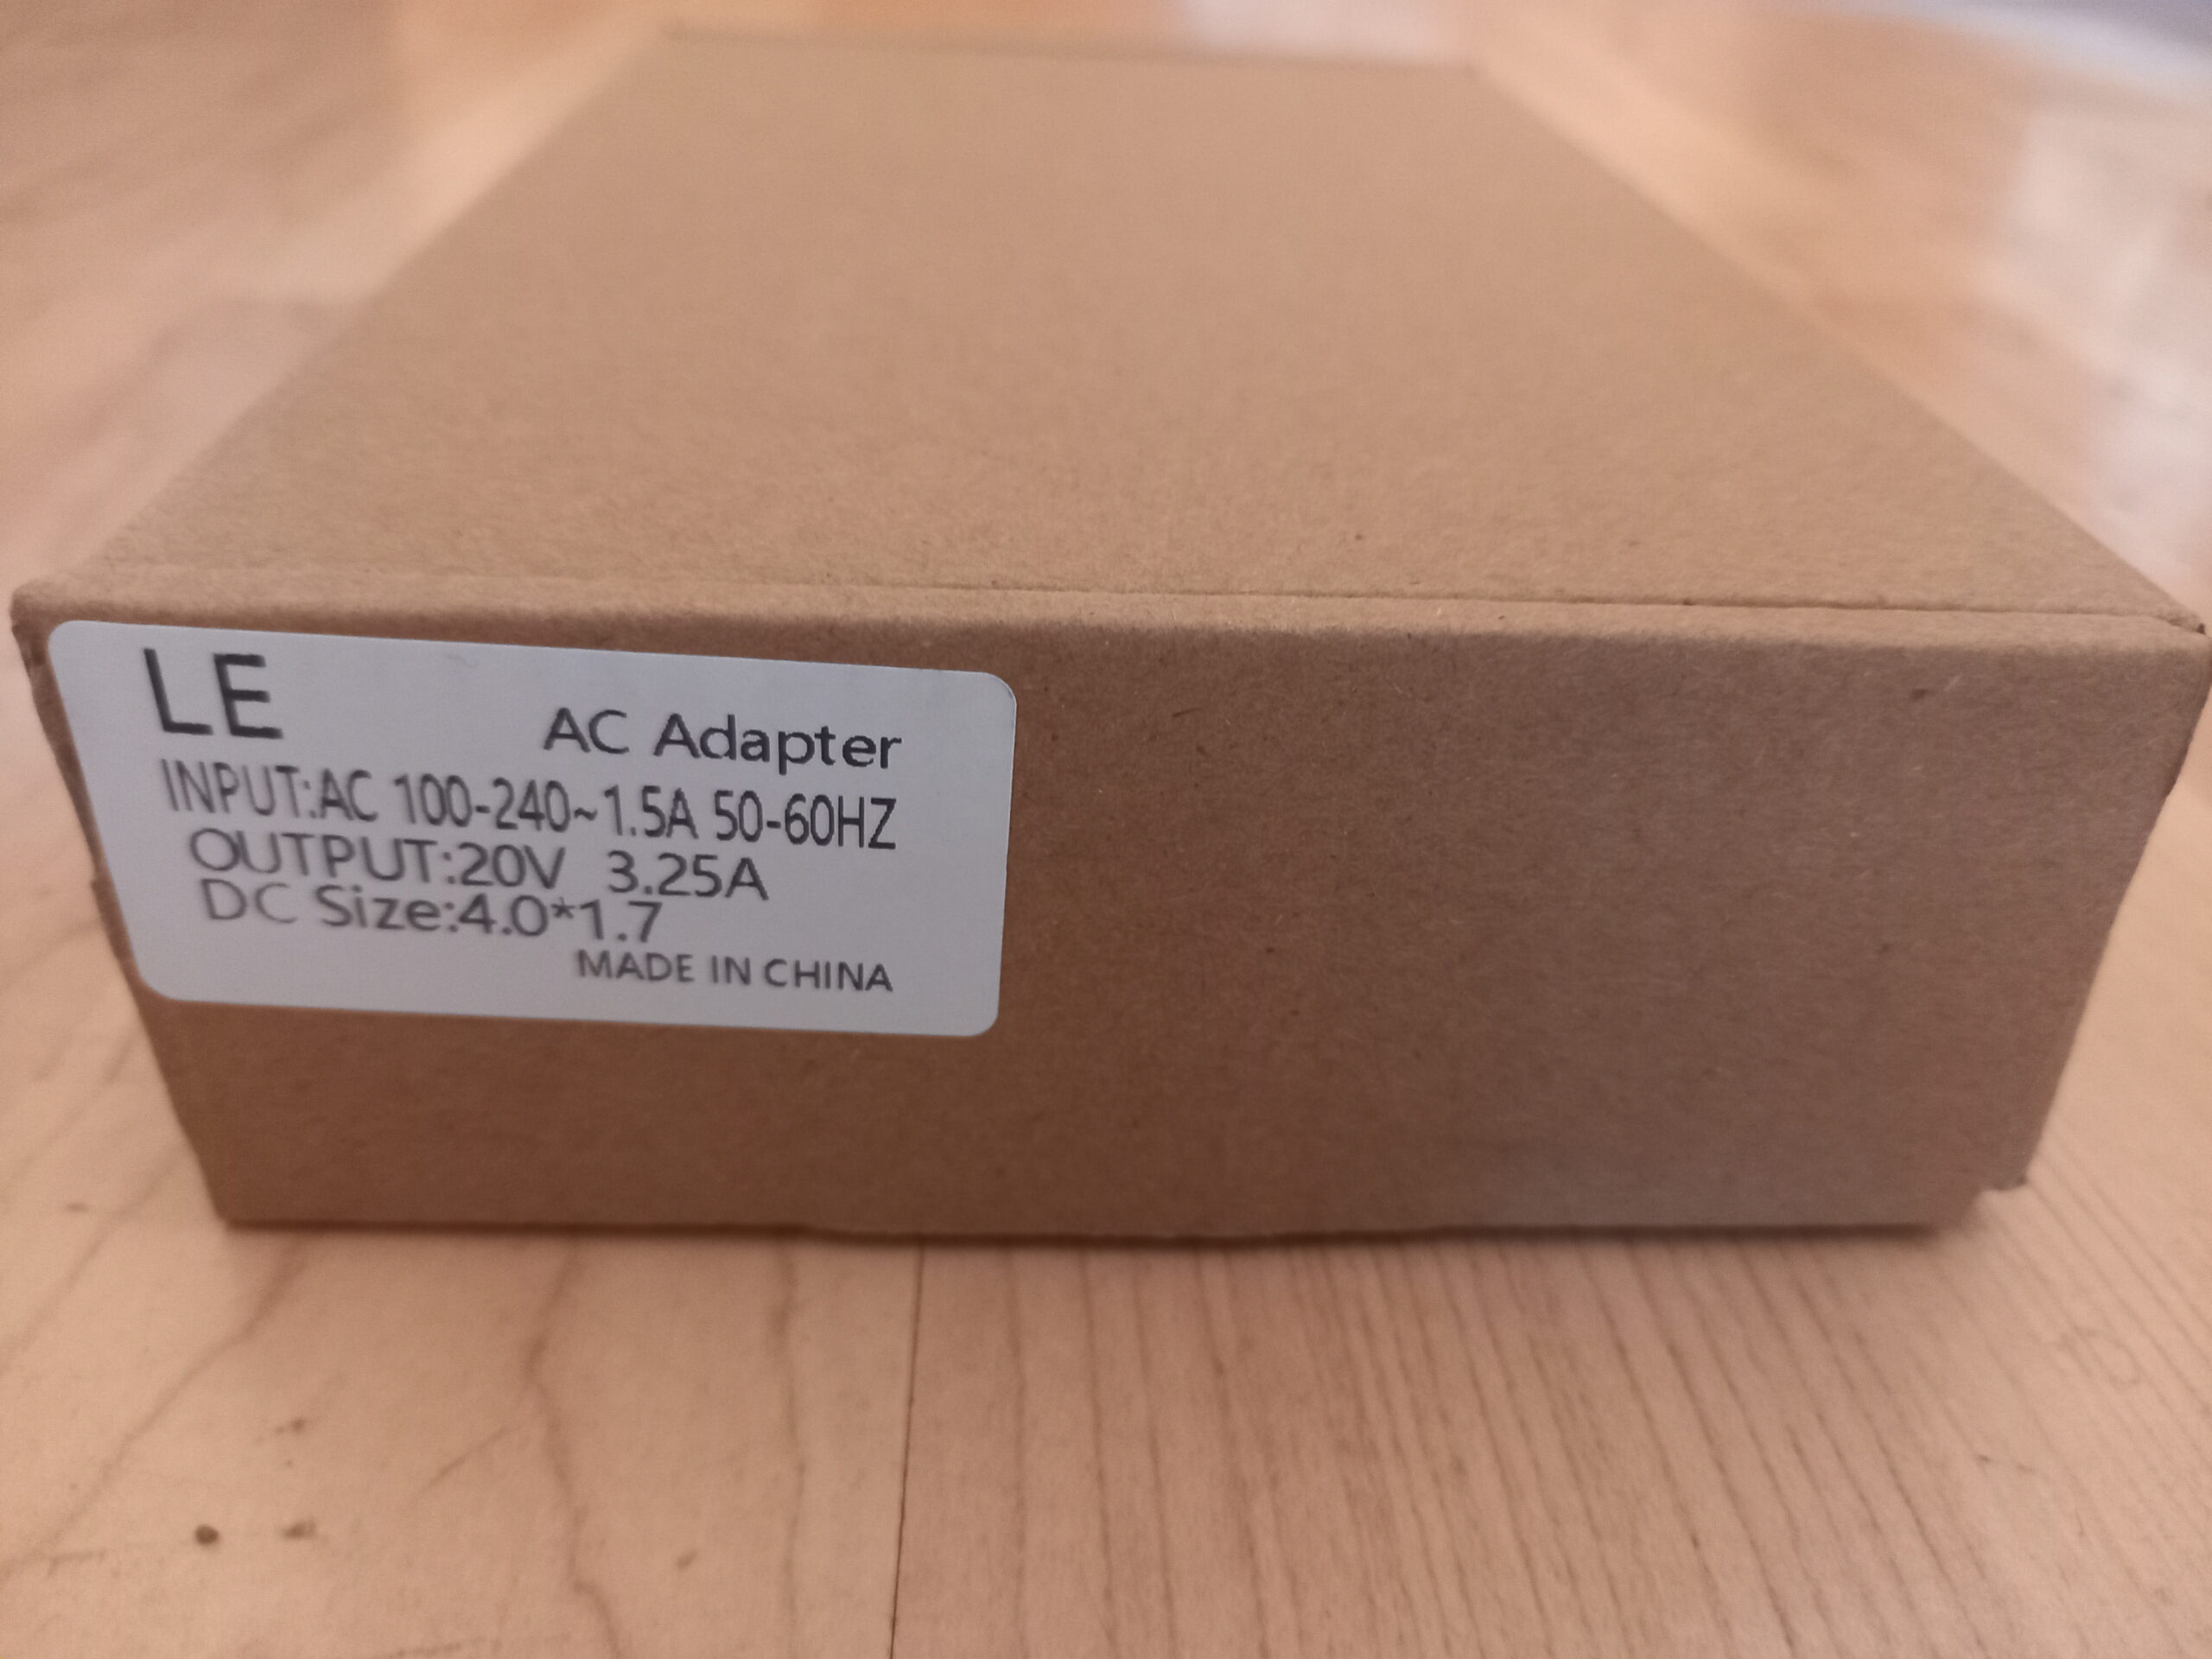 LE
AC Adapter
INPUT:AC 100-240~1.5A 50-60HZ
OUTPUT:20V 3.25A
DC Size:4.0*1.7
MADE IN CHINA